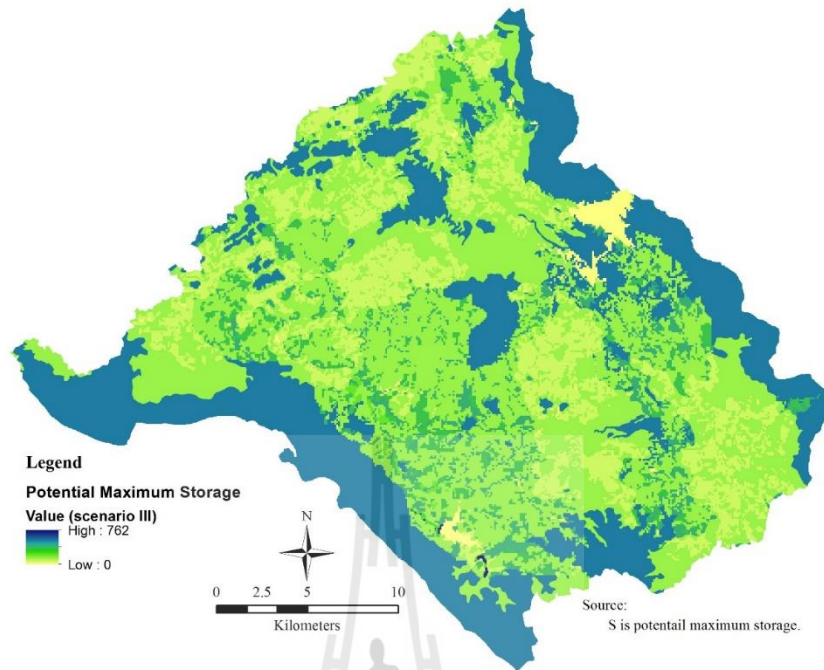 Legend
Potential Maximum Storage
Value (scenario III)
High : 762
Low : 0
N
0 2.5 5 10
Kilometers
Source:
S is potentail maximum storage.